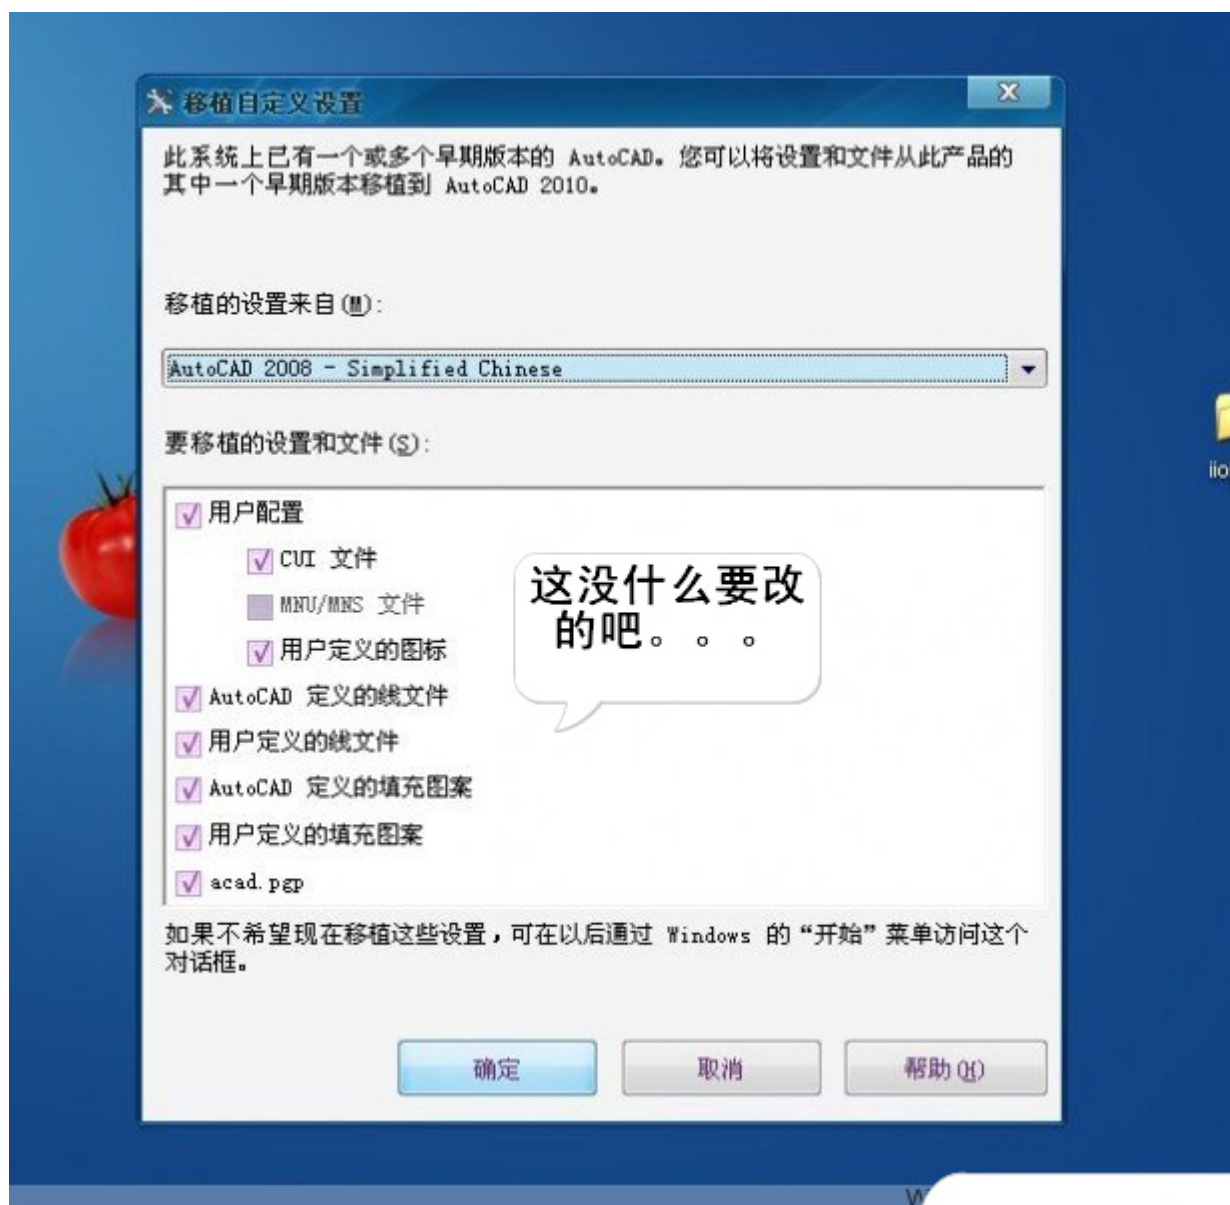 移植自定义设置
此系统上已有一个或多个早期版本的 AutoCAD。您可以将设置和文件从此产品的
其中一个早期版本移植到 AutoCAD 2010。
移植的设置来自(M):
AutoCAD 2008 - Simplified Chinese
要移植的设置和文件(S):
用户配置
CUI 文件
MNU/MNS 文件
用户定义的图标
AutoCAD 定义的线文件
用户定义的线文件
AutoCAD 定义的填充图案
用户定义的填充图案
acad.pgp
这没什么要改
的吧。。。
如果不希望现在移植这些设置,可在以后通过 Windows 的“开始”菜单访问这个
对话框。
确定 取消 帮助(H)
iio